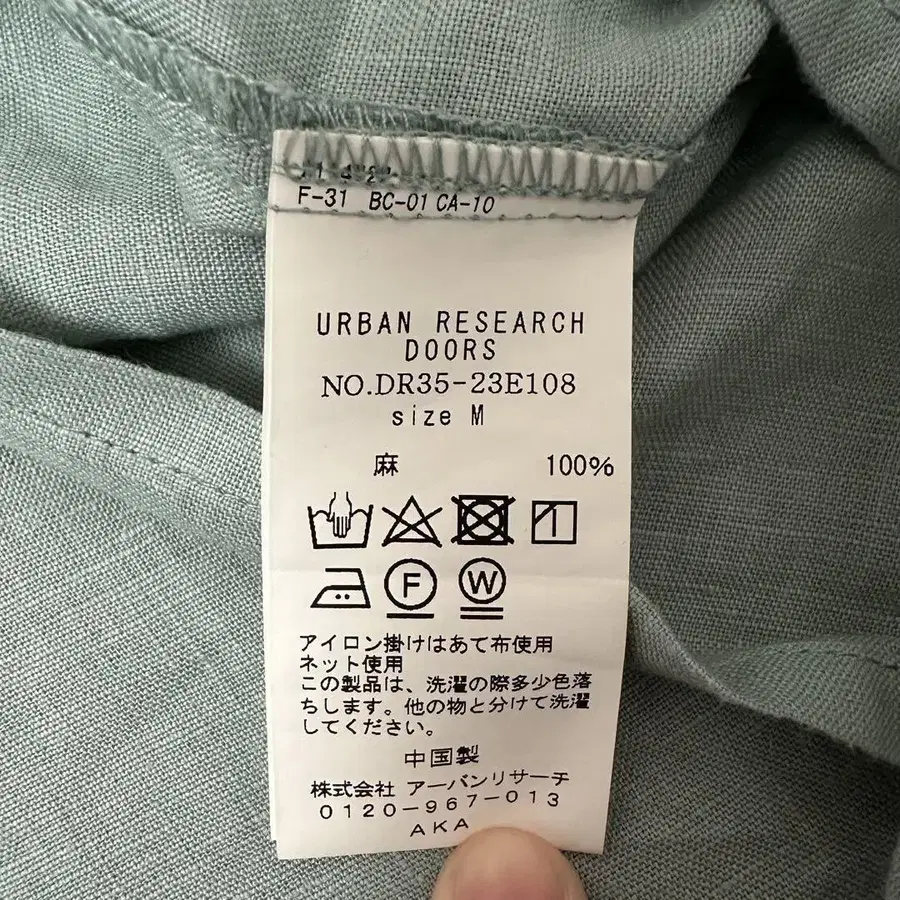 F-31 BC-01 CA-10
URBAN RESEARCH
DOORS
NO.DR35-23E108
size M
麻 100%
F W
アイロン掛けはあて布使用
ネット使用
この製品は、洗濯の際多少色落
ちします。他の物と分けて洗濯
してください。
中国製
株式会社 アーバンリサーチ
0120-967-013
AKA